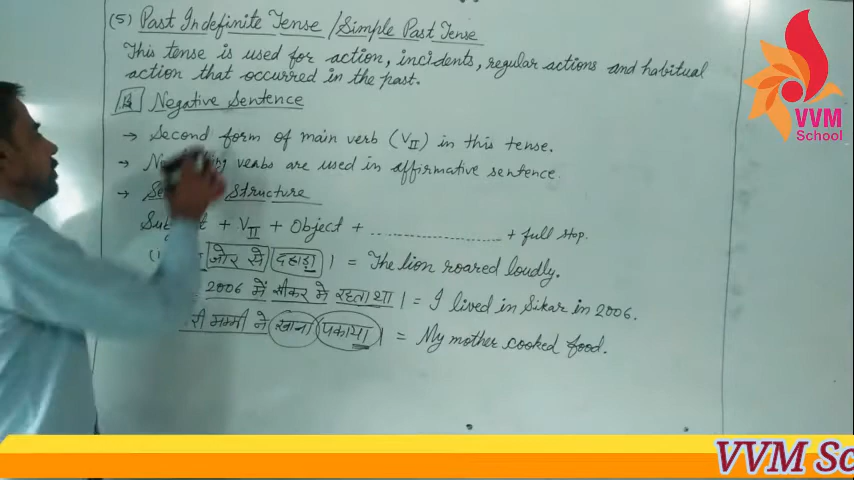 (5) Past Indefinite Tense / Simple Past Tense
This tense is used for action, incidents, regular actions and habitual
action that occurred in the past.
Negative Sentence
→ Second form of main verb (VII) in this tense.
→ verbs are used in affirmative sentence.
→ Structure
+ VII + Object + .................... + full stop.
जोर से दहाड़ा | = The lion roared loudly.
2006 में सीकर मे रहता था | = I lived in Sikar in 2006.
मम्मी ने खाना पकाया | = My mother cooked food.
VVM
School
VVM Sc